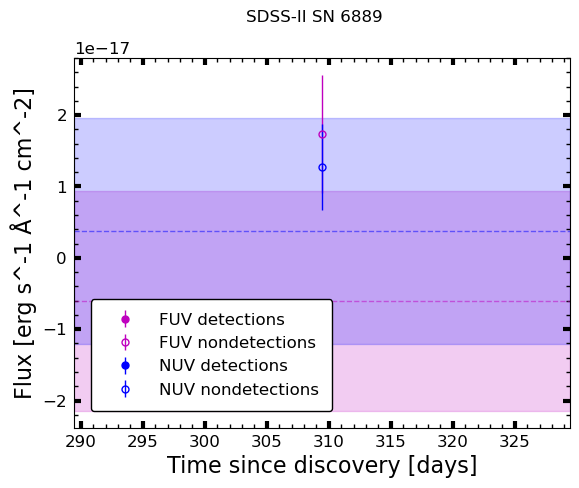 SDSS-II SN 6889
1e−17
Flux [erg s^-1 Å^-1 cm^-2]
2
1
0
−1
−2
FUV detections
FUV nondetections
NUV detections
NUV nondetections
290 295 300 305 310 315 320 325
Time since discovery [days]